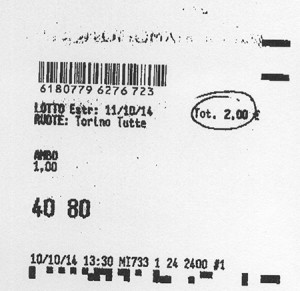 6180779 6276 723
LOTTO Estr: 11/10/14
RUOTE: Torino Tutte
Tot. 2,00 €
AMBO
1,00
40 80
10/10/14 13:30 MI733 1 24 2400 #1